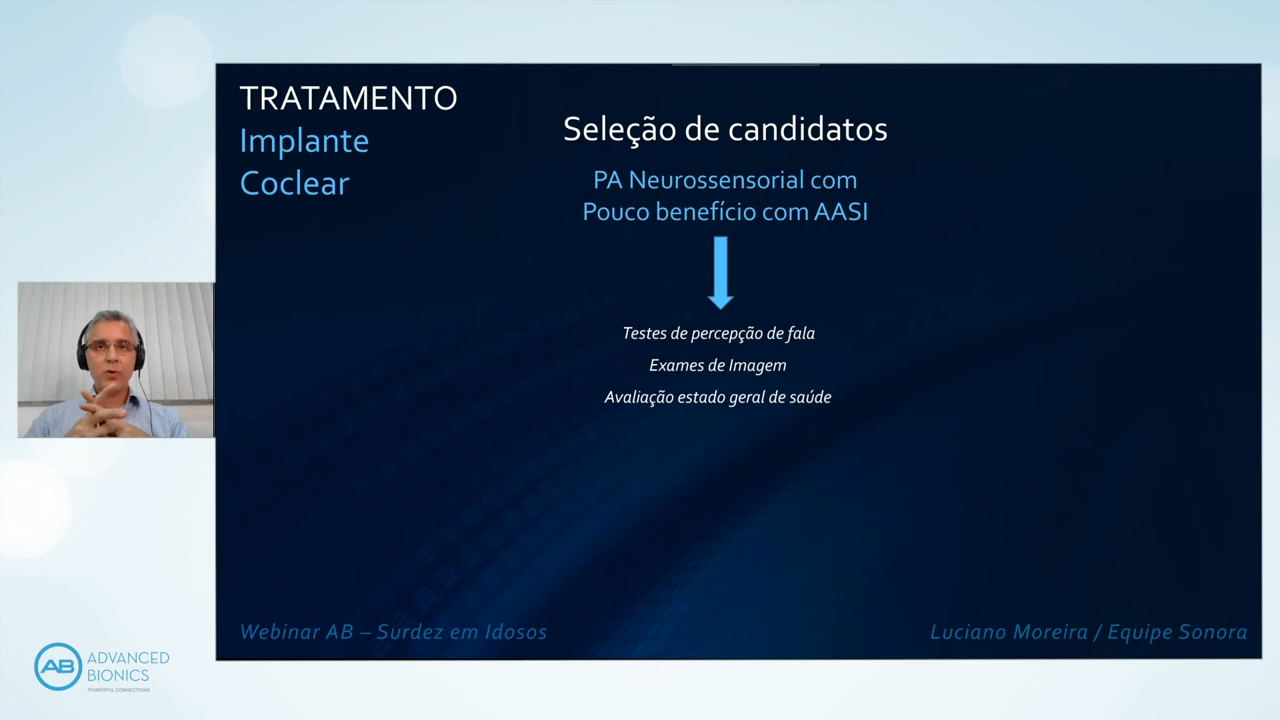 TRATAMENTO
Implante
Coclear
Seleção de candidatos
PA Neurossensorial com
Pouco benefício com AASI
Testes de percepção de fala
Exames de Imagem
Avaliação estado geral de saúde
Webinar AB – Surdez em Idosos
Luciano Moreira / Equipe Sonora
AB
ADVANCED
BIONICS
POWERFUL CONNECTIONS